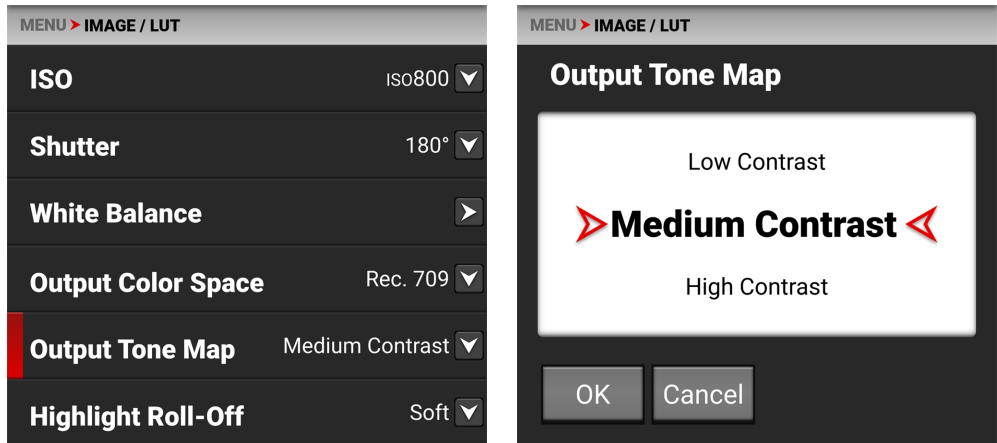 MENU IMAGE / LUT
ISO ISO800
Shutter 180°
White Balance
Output Color Space Rec. 709
Output Tone Map Medium Contrast
Highlight Roll-Off Soft
MENU IMAGE / LUT
Output Tone Map
Low Contrast
Medium Contrast
High Contrast
OK Cancel